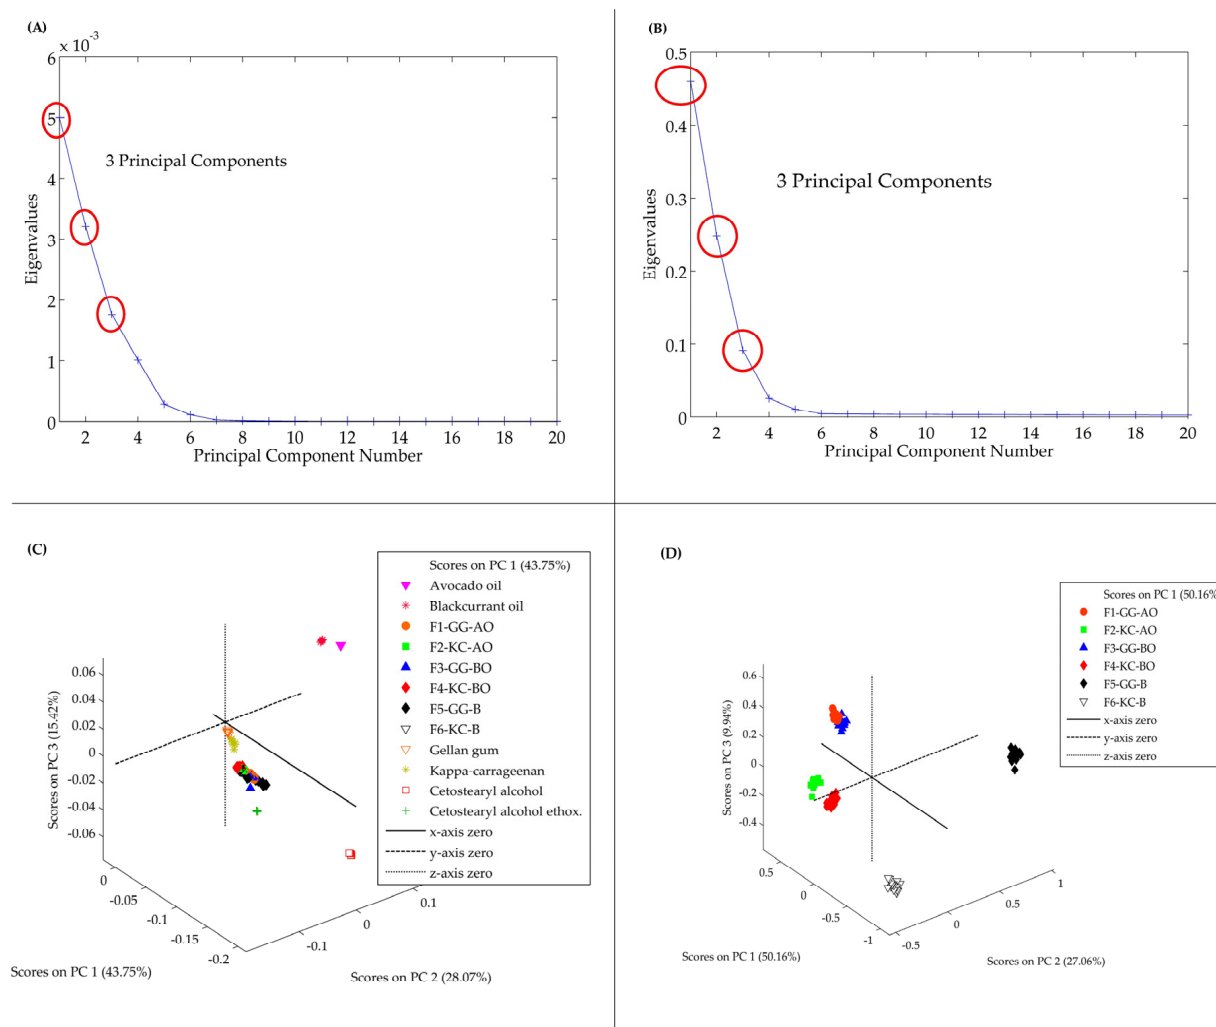 (A)
x 10-3
6
5
4
3
2
1
0
Eigenvalues
3 Principal Components
2 4 6 8 10 12 14 16 18 20
Principal Component Number
(B)
0.5
0.4
0.3
0.2
0.1
0
Eigenvalues
3 Principal Components
2 4 6 8 10 12 14 16 18 20
Principal Component Number
(C)
Scores on PC 1 (43.75%)
Avocado oil
Blackcurrant oil
F1-GG-AO
F2-KC-AO
F3-GG-BO
F4-KC-BO
F5-GG-B
F6-KC-B
Gellan gum
Kappa-carrageenan
Cetostearyl alcohol
Cetostearyl alcohol ethox.
x-axis zero
y-axis zero
z-axis zero
0.06
0.04
0.02
0
-0.02
-0.04
-0.06
Scores on PC 3 (15.42%)
0
-0.05
-0.1
-0.15
-0.2
Scores on PC 1 (43.75%)
-0.1
0
0.1
Scores on PC 2 (28.07%)
(D)
Scores on PC 1 (50.16%
F1-GG-AO
F2-KC-AO
F3-GG-BO
F4-KC-BO
F5-GG-B
F6-KC-B
x-axis zero
y-axis zero
z-axis zero
0.6
0.4
0.2
0
-0.2
-0.4
Scores on PC 3 (9.94%)
0.5
0
-0.5
-1
Scores on PC 1 (50.16%)
-0.5
0
0.5
1
Scores on PC 2 (27.06%)